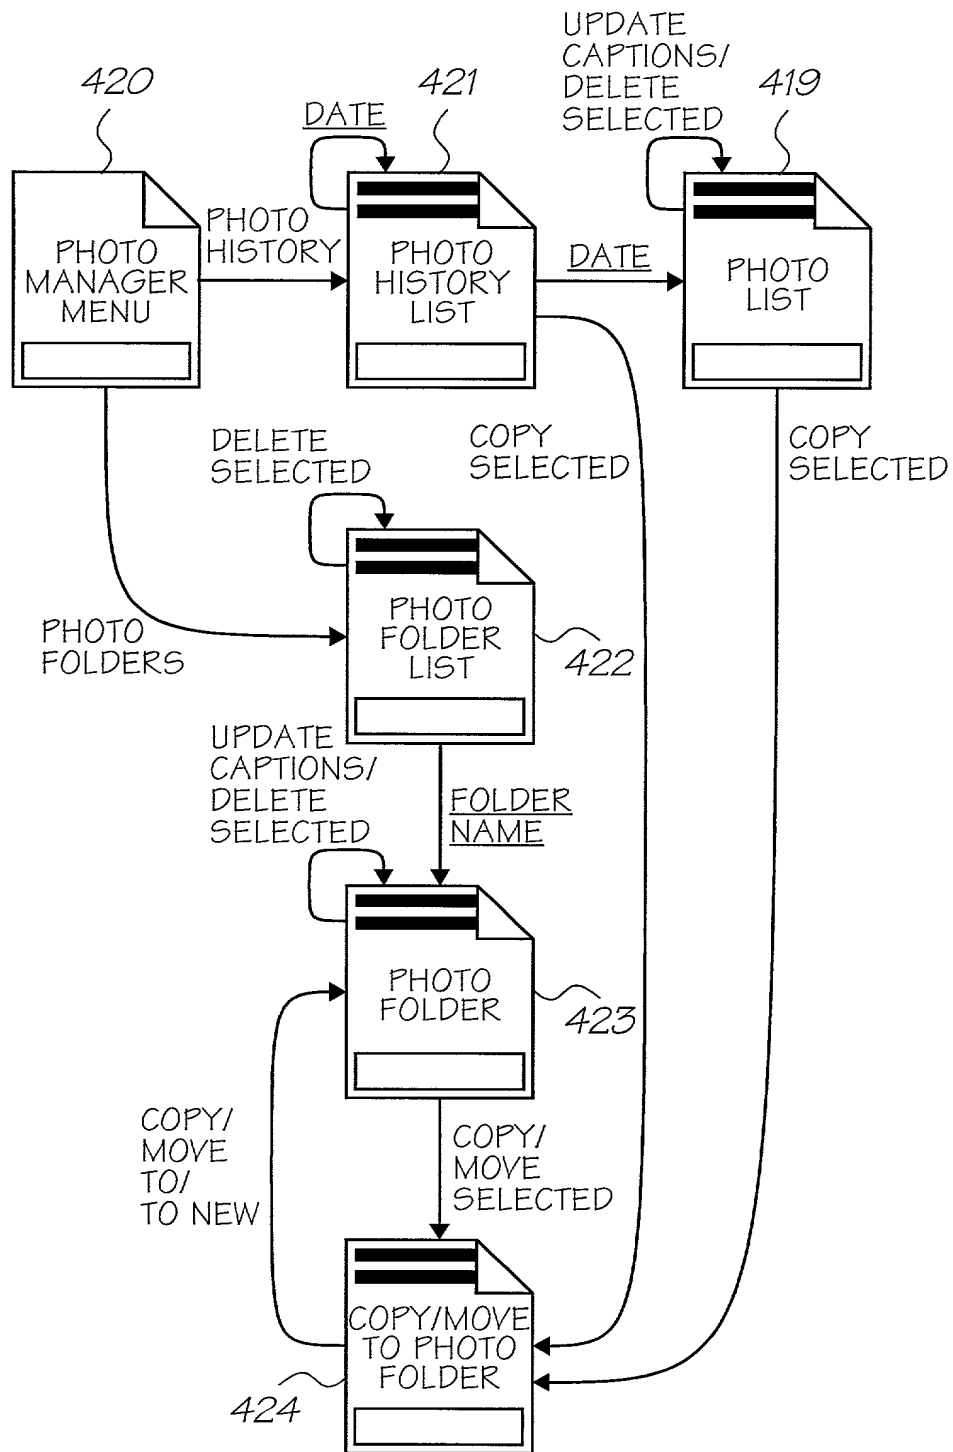 420
421
419
UPDATE
CAPTIONS/
DELETE
SELECTED
DATE
PHOTO
HISTORY
PHOTO
MANAGER
MENU
PHOTO
HISTORY
LIST
DATE
PHOTO
LIST
DELETE
SELECTED
COPY
SELECTED
COPY
SELECTED
PHOTO
FOLDERS
PHOTO
FOLDER
LIST
422
UPDATE
CAPTIONS/
DELETE
SELECTED
FOLDER
NAME
PHOTO
FOLDER
423
COPY/
MOVE
TO/
TO NEW
COPY/
MOVE
SELECTED
COPY/MOVE
TO PHOTO
FOLDER
424